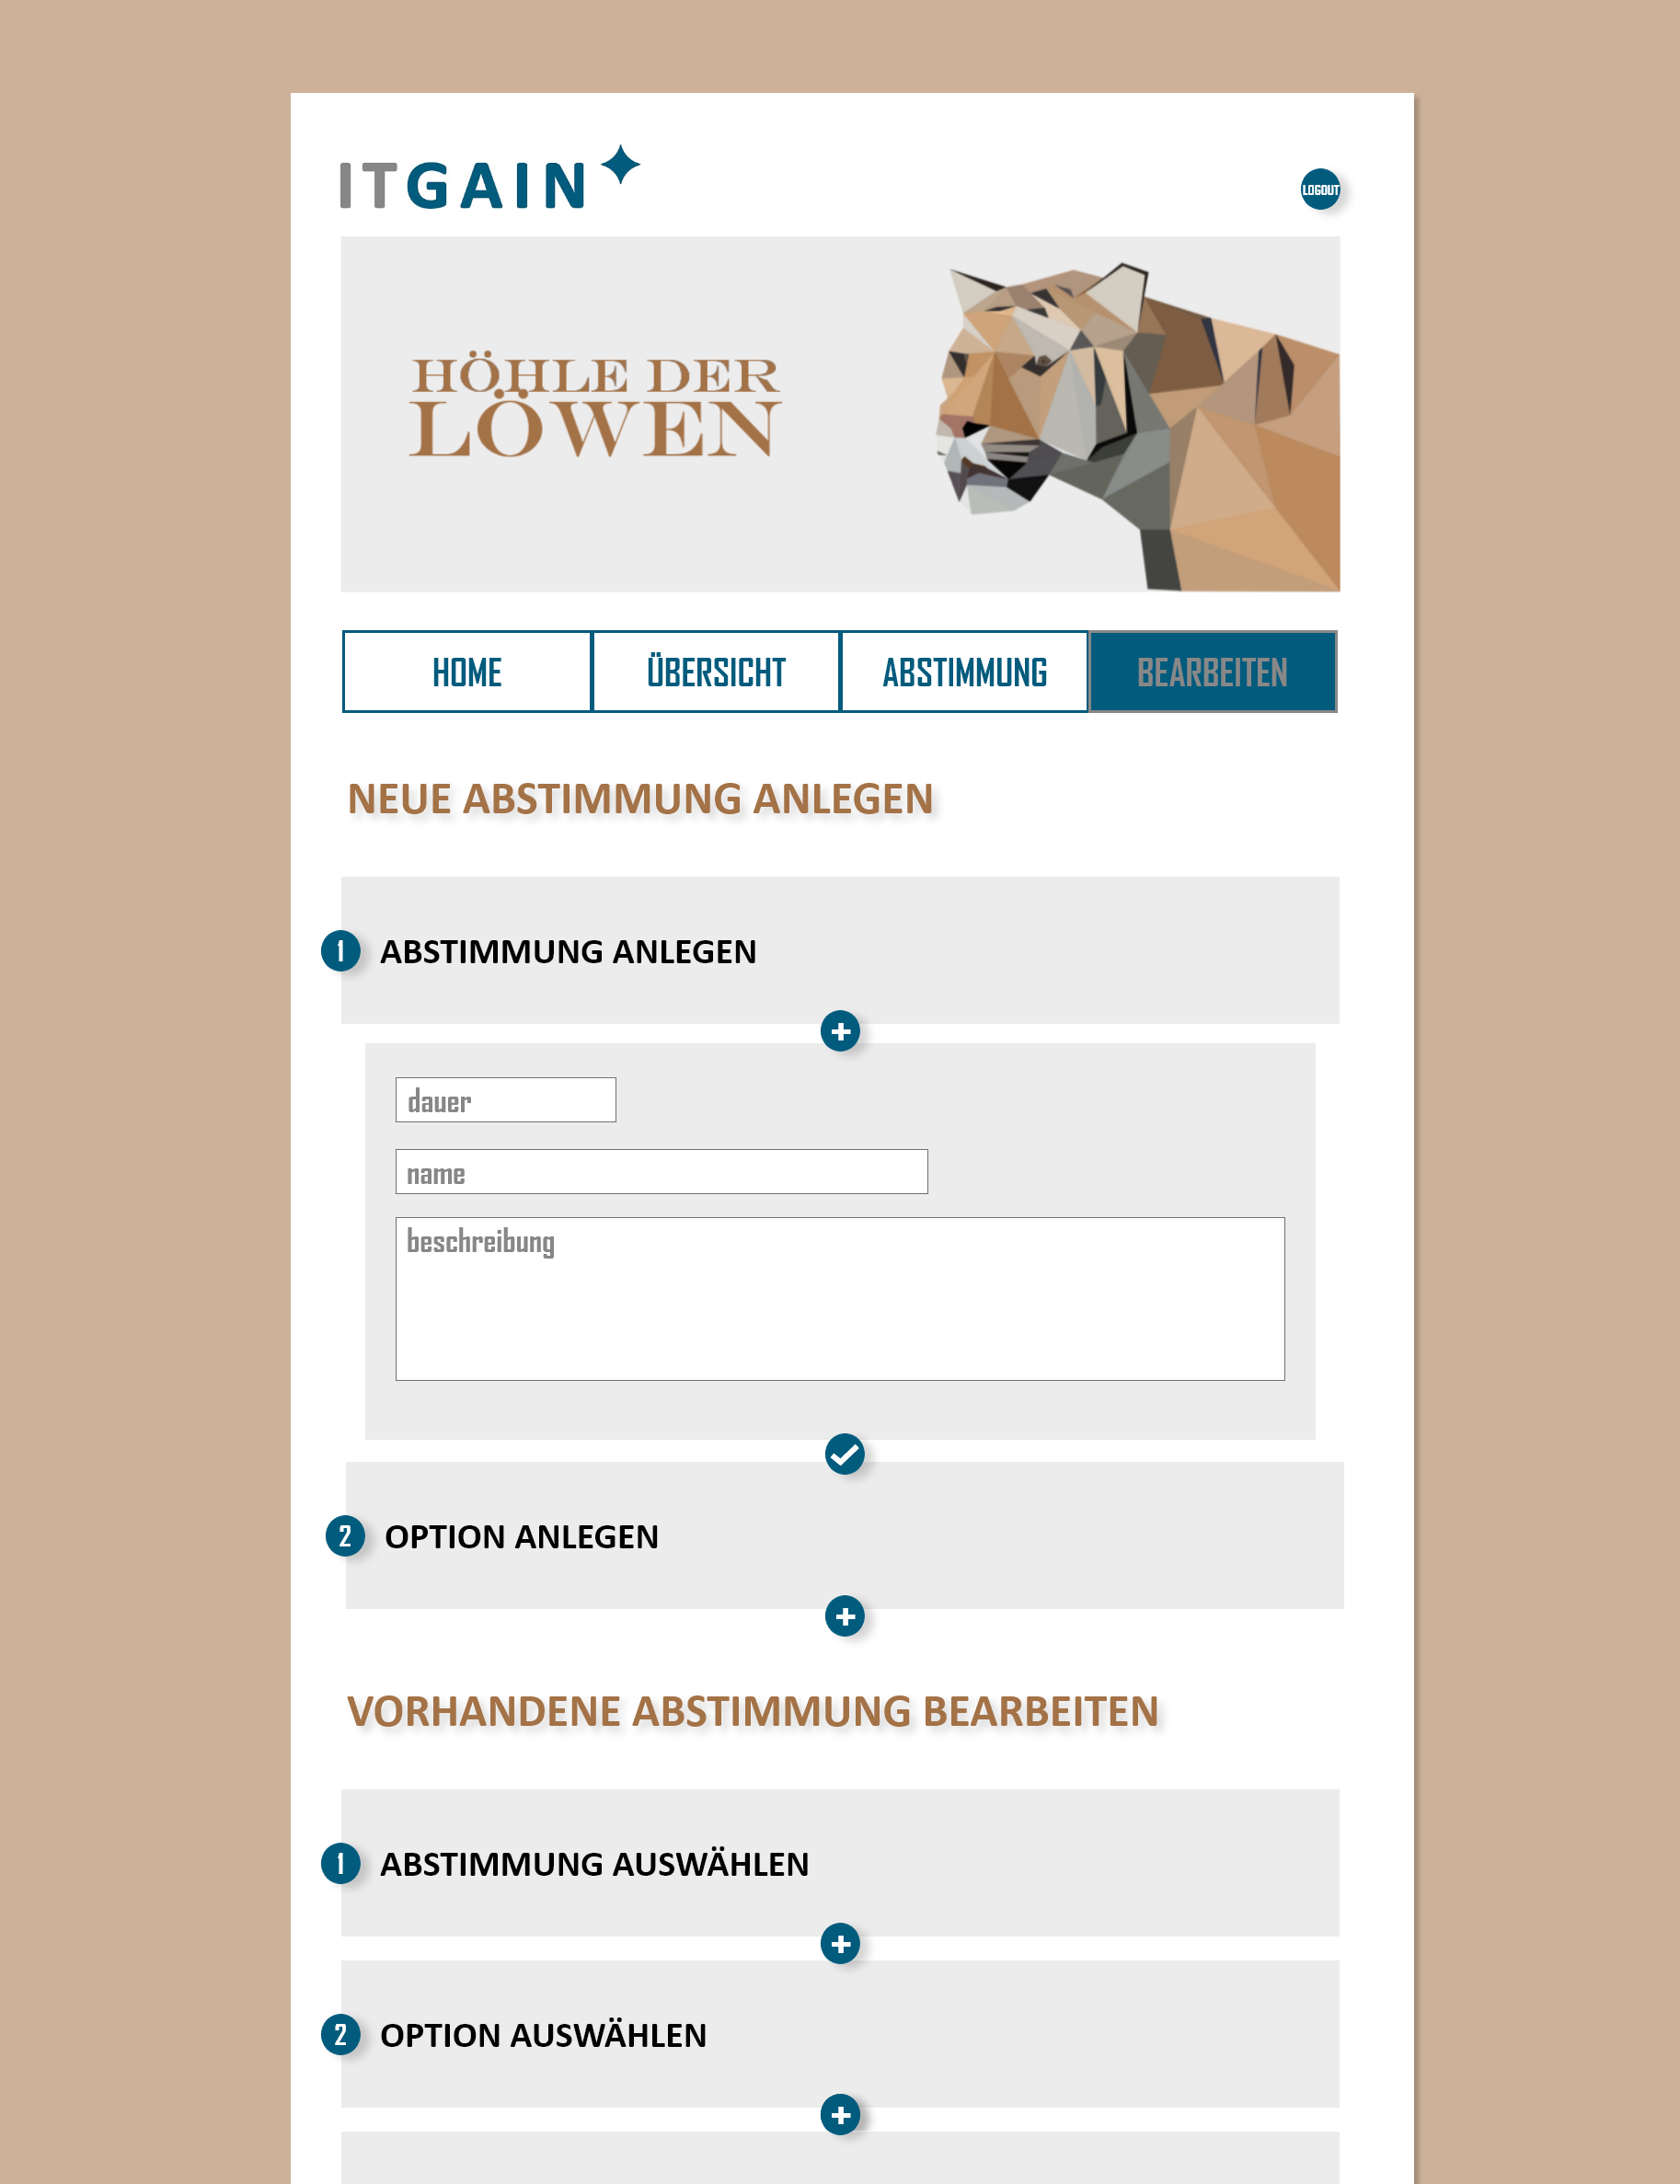 ITGAIN
LOGOUT
HÖHLE DER
LÖWEN
HOME ÜBERSICHT ABSTIMMUNG BEARBEITEN
NEUE ABSTIMMUNG ANLEGEN
1 ABSTIMMUNG ANLEGEN
dauer
name
beschreibung
2 OPTION ANLEGEN
VORHANDENE ABSTIMMUNG BEARBEITEN
1 ABSTIMMUNG AUSWÄHLEN
2 OPTION AUSWÄHLEN